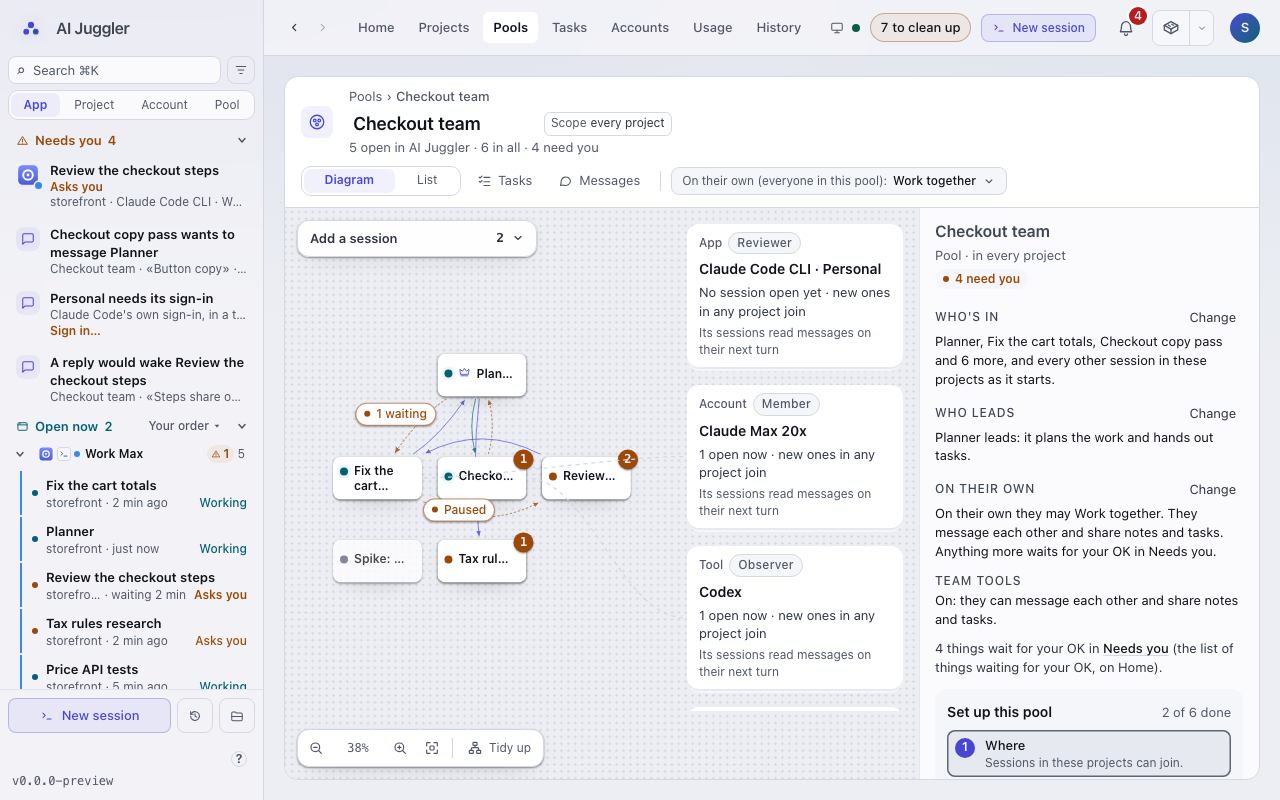 AI Juggler
Search ⌘K
App
Project
Account
Pool
Needs you 4
Review the checkout steps
Asks you
storefront · Claude Code CLI · W...
Checkout copy pass wants to
message Planner
Checkout team · «Button copy» ·...
Personal needs its sign-in
Claude Code's own sign-in, in a t...
Sign in...
A reply would wake Review the
checkout steps
Checkout team · «Steps share o...
Open now 2
Your order
Work Max
1
5
Fix the cart totals
storefront · 2 min ago
Working
Planner
storefront · just now
Working
Review the checkout steps
storefro... · waiting 2 min
Asks you
Tax rules research
storefront · 2 min ago
Asks you
Price API tests
storefront · 5 min ago
Working
New session
?
v0.0.0-preview
Home
Projects
Pools
Tasks
Accounts
Usage
History
7 to clean up
New session
4
S
Pools › Checkout team
Checkout team
Scope every project
5 open in AI Juggler · 6 in all · 4 need you
Diagram
List
Tasks
Messages
On their own (everyone in this pool): Work together
Add a session
2
Plan...
1 waiting
Fix the
cart...
1
Checko...
2
Review...
Paused
Spike: ...
1
Tax rul...
38%
Tidy up
App
Reviewer
Claude Code CLI · Personal
No session open yet · new ones
in any project join
Its sessions read messages on
their next turn
Account
Member
Claude Max 20x
1 open now · new ones in any
project join
Its sessions read messages on
their next turn
Tool
Observer
Codex
1 open now · new ones in any
project join
Its sessions read messages on
their next turn
Checkout team
Pool · in every project
4 need you
WHO'S IN
Change
Planner, Fix the cart totals, Checkout copy pass
and 6 more, and every other session in these
projects as it starts.
WHO LEADS
Change
Planner leads: it plans the work and hands out
tasks.
ON THEIR OWN
Change
On their own they may Work together. They
message each other and share notes and tasks.
Anything more waits for your OK in Needs you.
TEAM TOOLS
On: they can message each other and share notes
and tasks.
4 things wait for your OK in Needs you (the list of
things waiting for your OK, on Home).
Set up this pool
2 of 6 done
1
Where
Sessions in these projects can join.